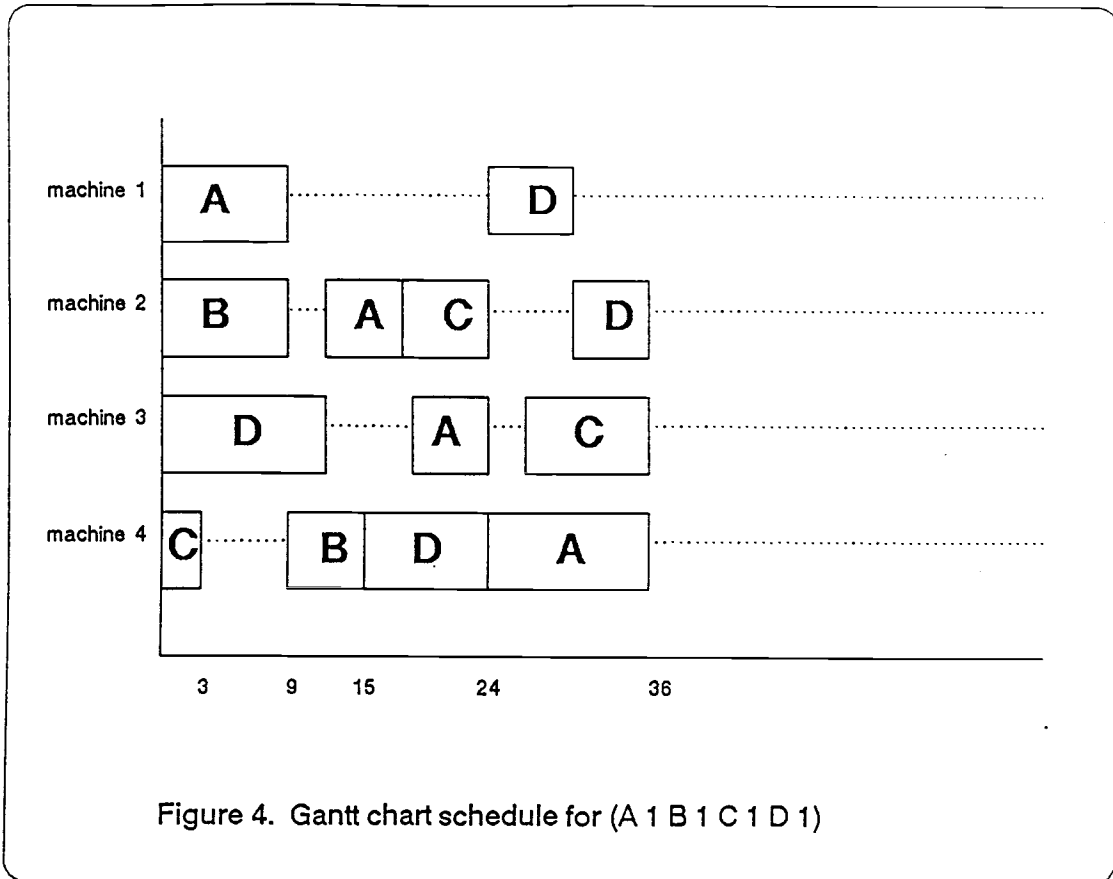 machine 1 A D
machine 2 B A C D
machine 3 D A C
machine 4 C B D A
3 9 15 24 36
Figure 4. Gantt chart schedule for (A 1 B 1 C 1 D 1)